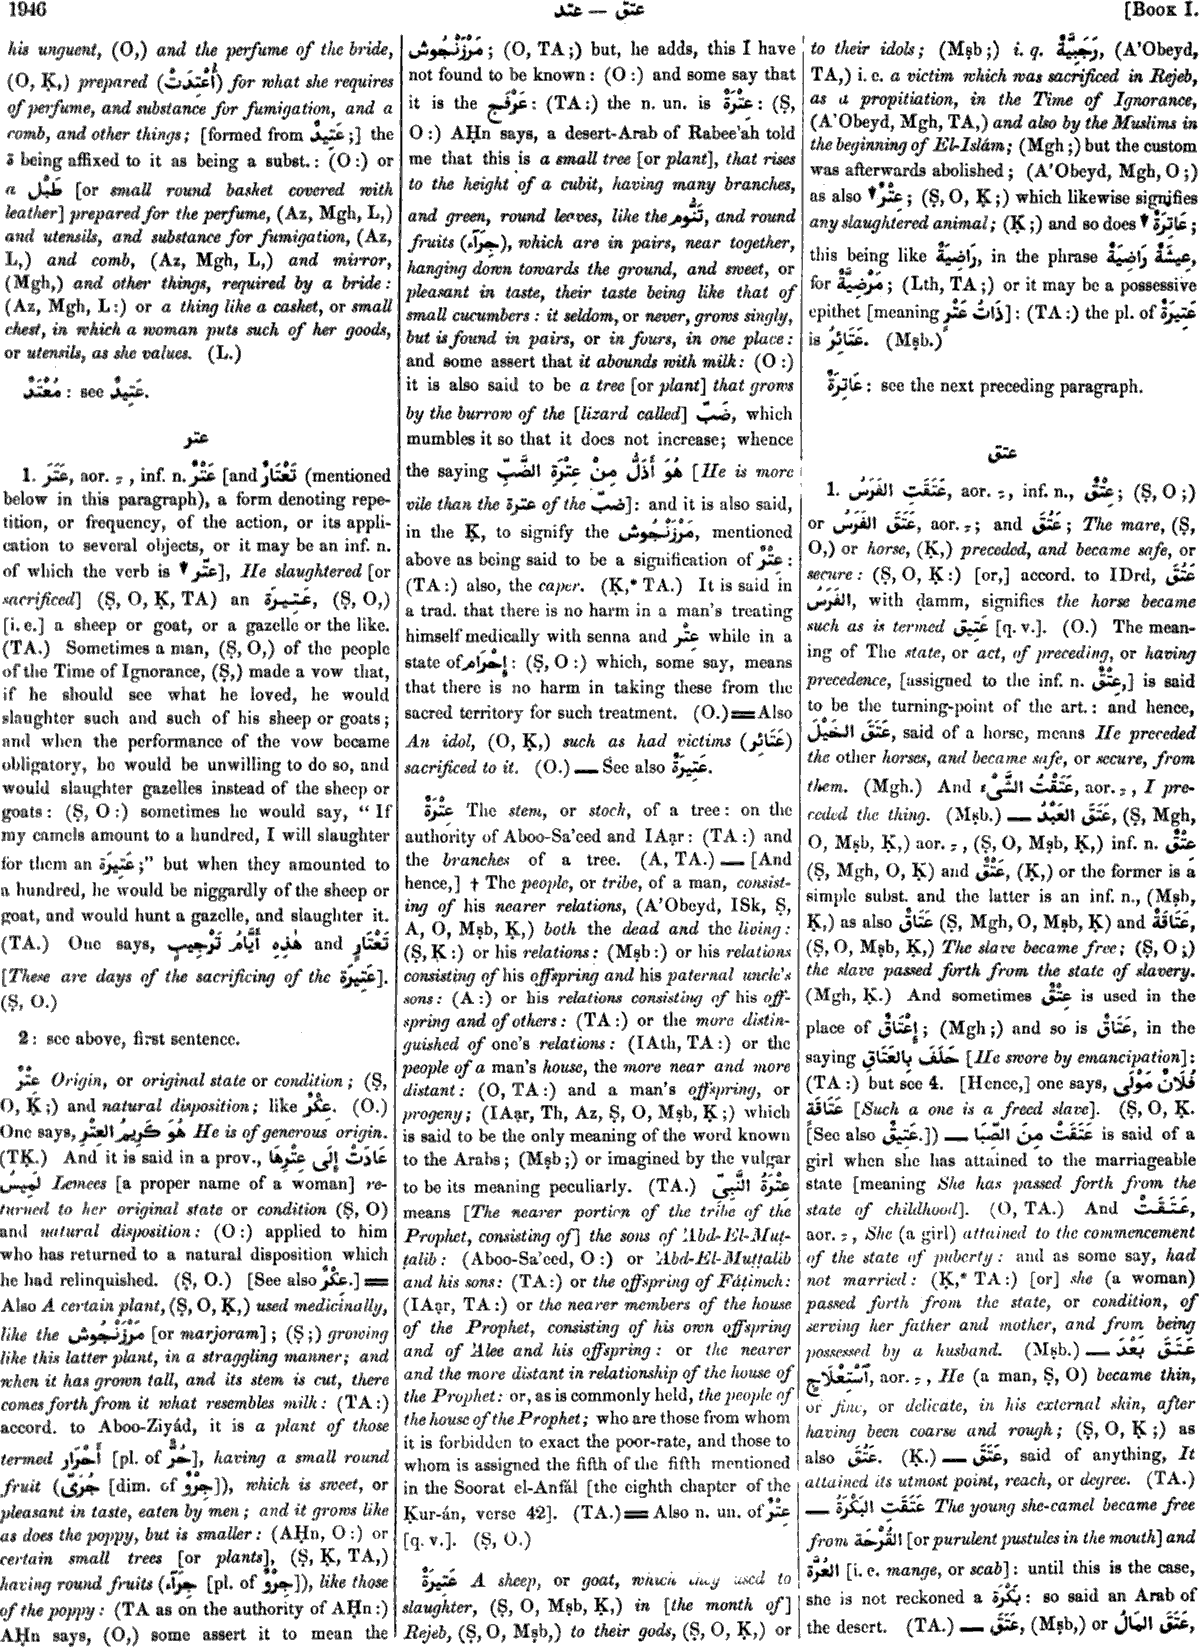 1946
عتد — عتق
[BOOK I.
his unguent, (O,) and the perfume of the bride,
(O, Ḳ,) prepared (أُعْتِدَتْ) for what she requires
of perfume, and substance for fumigation, and a
comb, and other things; [formed from عَتِيدٌ;] the
ة being affixed to it as being a subst.: (O:) or
a طَبْل [or small round basket covered with
leather] prepared for the perfume, (Az, Mgh, L,)
and utensils, and substance for fumigation, (Az,
L,) and comb, (Az, Mgh, L,) and mirror,
(Mgh,) and other things, required by a bride:
(Az, Mgh, L:) or a thing like a casket, or small
chest, in which a woman puts such of her goods,
or utensils, as she values. (L.)
مُعْتَدٌ: see عَتِيدٌ.
عتر
1. عَتَرَ, aor. ـِ, inf. n. عَتْرٌ [and تَعْتَارٌ (mentioned
below in this paragraph), a form denoting repe-
tition, or frequency, of the action, or its appli-
cation to several objects, or it may be an inf. n.
of which the verb is ▼ عتّر], He slaughtered [or
sacrificed] (Ṣ, O, Ḳ, TA) an عَتِيرَة, (Ṣ, O,)
[i. e.] a sheep or goat, or a gazelle or the like.
(TA.) Sometimes a man, (Ṣ, O,) of the people
of the Time of Ignorance, (Ṣ,) made a vow that,
if he should see what he loved, he would
slaughter such and such of his sheep or goats;
and when the performance of the vow became
obligatory, he would be unwilling to do so, and
would slaughter gazelles instead of the sheep or
goats: (Ṣ, O:) sometimes he would say, “ If
my camels amount to a hundred, I will slaughter
for them an عَتِيرَة;” but when they amounted to
a hundred, he would be niggardly of the sheep or
goat, and would hunt a gazelle, and slaughter it.
(TA.) One says, هٰذِهِ أَيَّامُ تَرْجِيبٍ and تَعْتَارٍ
[These are days of the sacrificing of the عَتِيرَة].
(Ṣ, O.)
2: see above, first sentence.
عِتْرٌ Origin, or original state or condition; (Ṣ,
O, Ḳ;) and natural disposition; like عِكْرٌ. (O.)
One says, هُوَ كَرِيمُ العِتْرِ He is of generous origin.
(TḲ.) And it is said in a prov., عَادَتْ إِلَى عِتْرِهَا
لَمِيسُ Lemees [a proper name of a woman] re-
turned to her original state or condition (Ṣ, O)
and natural disposition: (O:) applied to him
who has returned to a natural disposition which
he had relinquished. (Ṣ, O.) [See also عِكْرٌ.] ═
Also A certain plant, (Ṣ, O, Ḳ,) used medicinally,
like the مَرْزَنْجُوش [or marjoram]; (Ṣ;) growing
like this latter plant, in a straggling manner; and
when it has grown tall, and its stem is cut, there
comes forth from it what resembles milk: (TA:)
accord. to Aboo-Ziyád, it is a plant of those
termed أَحْرَار [pl. of حُرٌّ], having a small round
fruit (جُرَىّ [dim. of جِرْوٌ]), which is sweet, or
pleasant in taste, eaten by men; and it grows like
as does the poppy, but is smaller: (AḤn, O:) or
certain small trees [or plants], (Ṣ, K, TA,)
having round fruits (جِرَآء [pl. of جِرْوٌ]), like those
of the poppy: (TA as on the authority of AḤn:)
AḤn says, (O,) some assert it to mean the
مَرْزَنْجُوش; (O, TA;) but, he adds, this I have
not found to be known: (O:) and some say that
it is the عَرْفَج: (TA:) the n. un. is عِتْرَةٌ: (Ṣ,
O:) AḤn says, a desert-Arab of Rabee'ah told
me that this is a small tree [or plant], that rises
to the height of a cubit, having many branches,
and green, round leaves, like the تَنُّوم, and round
fruits (جِرَآء), which are in pairs, near together,
hanging down towards the ground, and sweet, or
pleasant in taste, their taste being like that of
small cucumbers: it seldom, or never, grows singly,
but is found in pairs, or in fours, in one place:
and some assert that it abounds with milk: (O:)
it is also said to be a tree [or plant] that grows
by the burrow of the [lizard called] ضَبّ, which
mumbles it so that it does not increase; whence
the saying هُوَ أَذَلُّ مِنْ عِتْرَةِ الضَّبِّ [He is more
vile than the عترة of the ضبّ]: and it is also said,
in the Ḳ, to signify the مَرْزَنْجُوش, mentioned
above as being said to be a signification of عِتْرٌ:
(TA:) also, the caper. (Ḳ,* TA.) It is said in
a trad. that there is no harm in a man's treating
himself medically with senna and عِتْر while in a
state of إِحْرَام: (Ṣ, O:) which, some say, means
that there is no harm in taking these from the
sacred territory for such treatment. (O.) ═ Also
An idol, (O, Ḳ,) such as had victims (عَتَائِر)
sacrificed to it. (O.) — See also عَتِيرَةٌ.
عِتْرَةٌ The stem, or stock, of a tree: on the
authority of Aboo-Sa'eed and IAạr: (TA:) and
the branches of a tree. (A, TA.) — [And
hence,] † The people, or tribe, of a man, consist-
ing of his nearer relations, (A'Obeyd, ISk, Ṣ,
A, O, Mṣb, Ḳ,) both the dead and the living:
(Ṣ, Ḳ:) or his relations: (Mṣb:) or his relations
consisting of his offspring and his paternal uncle's
sons: (A:) or his relations consisting of his off-
spring and of others: (TA:) or the more distin-
guished of one's relations: (IAth, TA:) or the
people of a man's house, the more near and more
distant: (O, TA:) and a man's offspring, or
progeny; (IAạr, Th, Az, Ṣ, O, Mṣb, Ḳ;) which
is said to be the only meaning of the word known
to the Arabs; (Mṣb;) or imagined by the vulgar
to be its meaning peculiarly. (TA.) عِتْرَةُ النَّبِىِّ
means [The nearer portion of the tribe of the
Prophet, consisting of] the sons of 'Abd-El-Muṭ-
ṭalib: (Aboo-Sa'eed, O:) or 'Abd-El-Muṭṭalib
and his sons: (TA:) or the offspring of Fáṭimeh:
(IAạr, TA:) or the nearer members of the house
of the Prophet, consisting of his own offspring
and of 'Alee and his offspring: or the nearer
and the more distant in relationship of the house of
the Prophet: or, as is commonly held, the people of
the house of the Prophet; who are those from whom
it is forbidden to exact the poor-rate, and those to
whom is assigned the fifth of the fifth mentioned
in the Soorat el-Anfál [the eighth chapter of the
Ḳur-án, verse 42]. (TA.) ═ Also n. un. of عِتْرٌ
[q. v.]. (Ṣ, O.)
عَتِيرَةٌ A sheep, or goat, which they used to
slaughter, (Ṣ, O, Mṣb, Ḳ,) in [the month of]
Rejeb, (Ṣ, O, Mṣb,) to their gods, (Ṣ, O, Ḳ,) or
to their idols; (Mṣb;) i. q. رَجَبِيَّةٌ, (A'Obeyd,
TA,) i. e. a victim which was sacrificed in Rejeb,
as a propitiation, in the Time of Ignorance,
(A'Obeyd, Mgh, TA,) and also by the Muslims in
the beginning of El-Islám; (Mgh;) but the custom
was afterwards abolished; (A'Obeyd, Mgh, O;)
as also ▼ عِتْرٌ; (Ṣ, O, Ḳ;) which likewise signifies
any slaughtered animal; (Ḳ;) and so does ▼ عَاتِرَةٌ;
this being like رَاضِيَةٌ, in the phrase عِيشَةٌ رَاضِيَةٌ,
for مَرْضِيَّةٌ; (Lth, TA;) or it may be a possessive
epithet [meaning ذَاتُ عَتْرٍ]: (TA:) the pl. of عَتِيرَةٌ
is عَتَائِرُ. (Mṣb.)
عَاتِرَةٌ: see the next preceding paragraph.
عتق
1. عَتَقَتِ الفَرَسُ, aor. ـِ, inf. n., عِتْقٌ; (Ṣ, O;)
or عَتَقَ الفَرَسُ, aor. ـِ; and عَتُقَ; The mare, (Ṣ,
O,) or horse, (Ḳ,) preceded, and became safe, or
secure: (Ṣ, O, Ḳ:) [or,] accord. to IDrd, عَتُقَ
الفَرَسُ, with damm, signifies the horse became
such as is termed عَتِيق [q. v.]. (O.) The mean-
ing of The state, or act, of preceding, or having
precedence, [assigned to the inf. n. عِتْقٌ,] is said
to be the turning-point of the art.: and hence,
عَتَقَ الخَيْلَ, said of a horse, means He preceded
the other horses, and became safe, or secure, from
them. (Mgh.) And عَتَقْتُ الشَّىْءَ, aor. ـِ, I pre-
ceded the thing. (Mṣb.) — عَتَقَ العَبْدُ, (Ṣ, Mgh,
O, Mṣb, Ḳ,) aor. ـِ, (Ṣ, O, Mṣb, Ḳ,) inf. n. عِتْقٌ
(Ṣ, Mgh, O, Ḳ) and عَتْقٌ, (Ḳ,) or the former is a
simple subst. and the latter is an inf. n., (Mṣb,
Ḳ,) as also عَتَاقٌ (Ṣ, Mgh, O, Mṣb, Ḳ) and عَتَاقَةٌ,
(Ṣ, O, Mṣb, Ḳ,) The slave became free; (Ṣ, O;)
the slave passed forth from the state of slavery.
(Mgh, Ḳ.) And sometimes عِتْقٌ is used in the
place of إِعْتَاقٌ; (Mgh;) and so is عَتَاقٌ, in the
saying حَلَفَ بِالعَتَاقِ [He swore by emancipation]:
(TA:) but see 4. [Hence,] one says, فُلَانٌ مَوْلَى
عَتَاقَةٍ [Such a one is a freed slave]. (Ṣ, O, Ḳ.
[See also عَتِيقٌ.]) — عَتَقَتْ مِنَ الصِّبَا is said of a
girl when she has attained to the marriageable
state [meaning She has passed forth from the
state of childhood]. (O, TA.) And عَتَقَتْ,
aor. ـِ, She (a girl) attained to the commencement
of the state of puberty: and as some say, had
not married: (Ḳ,* TA:) [or] she (a woman)
passed forth from the state, or condition, of
serving her father and mother, and from being
possessed by a husband. (Mṣb.) — عَتَقَ بَعْدَ
ٱسْتِعْلَاجٍ, aor. ـِ, He (a man, Ṣ, O) became thin,
or fine, or delicate, in his external skin, after
having been coarse and rough; (Ṣ, O, Ḳ;) as
also عَتُقَ. (Ḳ.) — عَتَقَ, said of anything, It
attained its utmost point, reach, or degree. (TA.)
— عَتَقَتِ البَكْرَةُ The young she-camel became free
from القُرْحَة [or purulent pustules in the mouth] and
العُرَّة [i. e. mange, or scab]: until this is the case,
she is not reckoned a بَكْرَة: so said an Arab of
the desert. (TA.) — عَتَقَ, (Mṣb,) or عَتَقَ المَالُ,